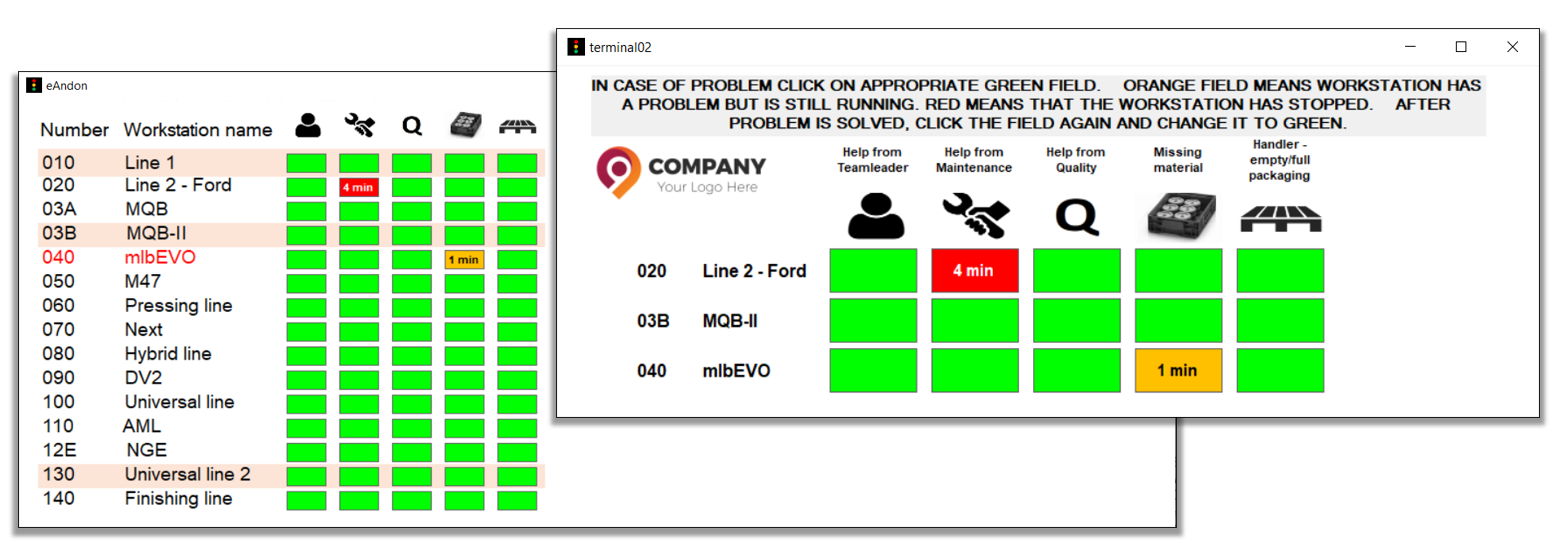 eAndon
Number Workstation name Q
010 Line 1
020 Line 2 - Ford 4 min
03A MQB
03B MQB-II
040 mlbEVO 1 min
050 M47
060 Pressing line
070 Next
080 Hybrid line
090 DV2
100 Universal line
110 AML
12E NGE
130 Universal line 2
140 Finishing line
terminal02
IN CASE OF PROBLEM CLICK ON APPROPRIATE GREEN FIELD. ORANGE FIELD MEANS WORKSTATION HAS
A PROBLEM BUT IS STILL RUNNING. RED MEANS THAT THE WORKSTATION HAS STOPPED. AFTER
PROBLEM IS SOLVED, CLICK THE FIELD AGAIN AND CHANGE IT TO GREEN.
COMPANY
Your Logo Here
Help from
Teamleader
Help from
Maintenance
Help from
Quality
Missing
material
Handler -
empty/full
packaging
Q
020 Line 2 - Ford 4 min
03B MQB-II
040 mlbEVO 1 min